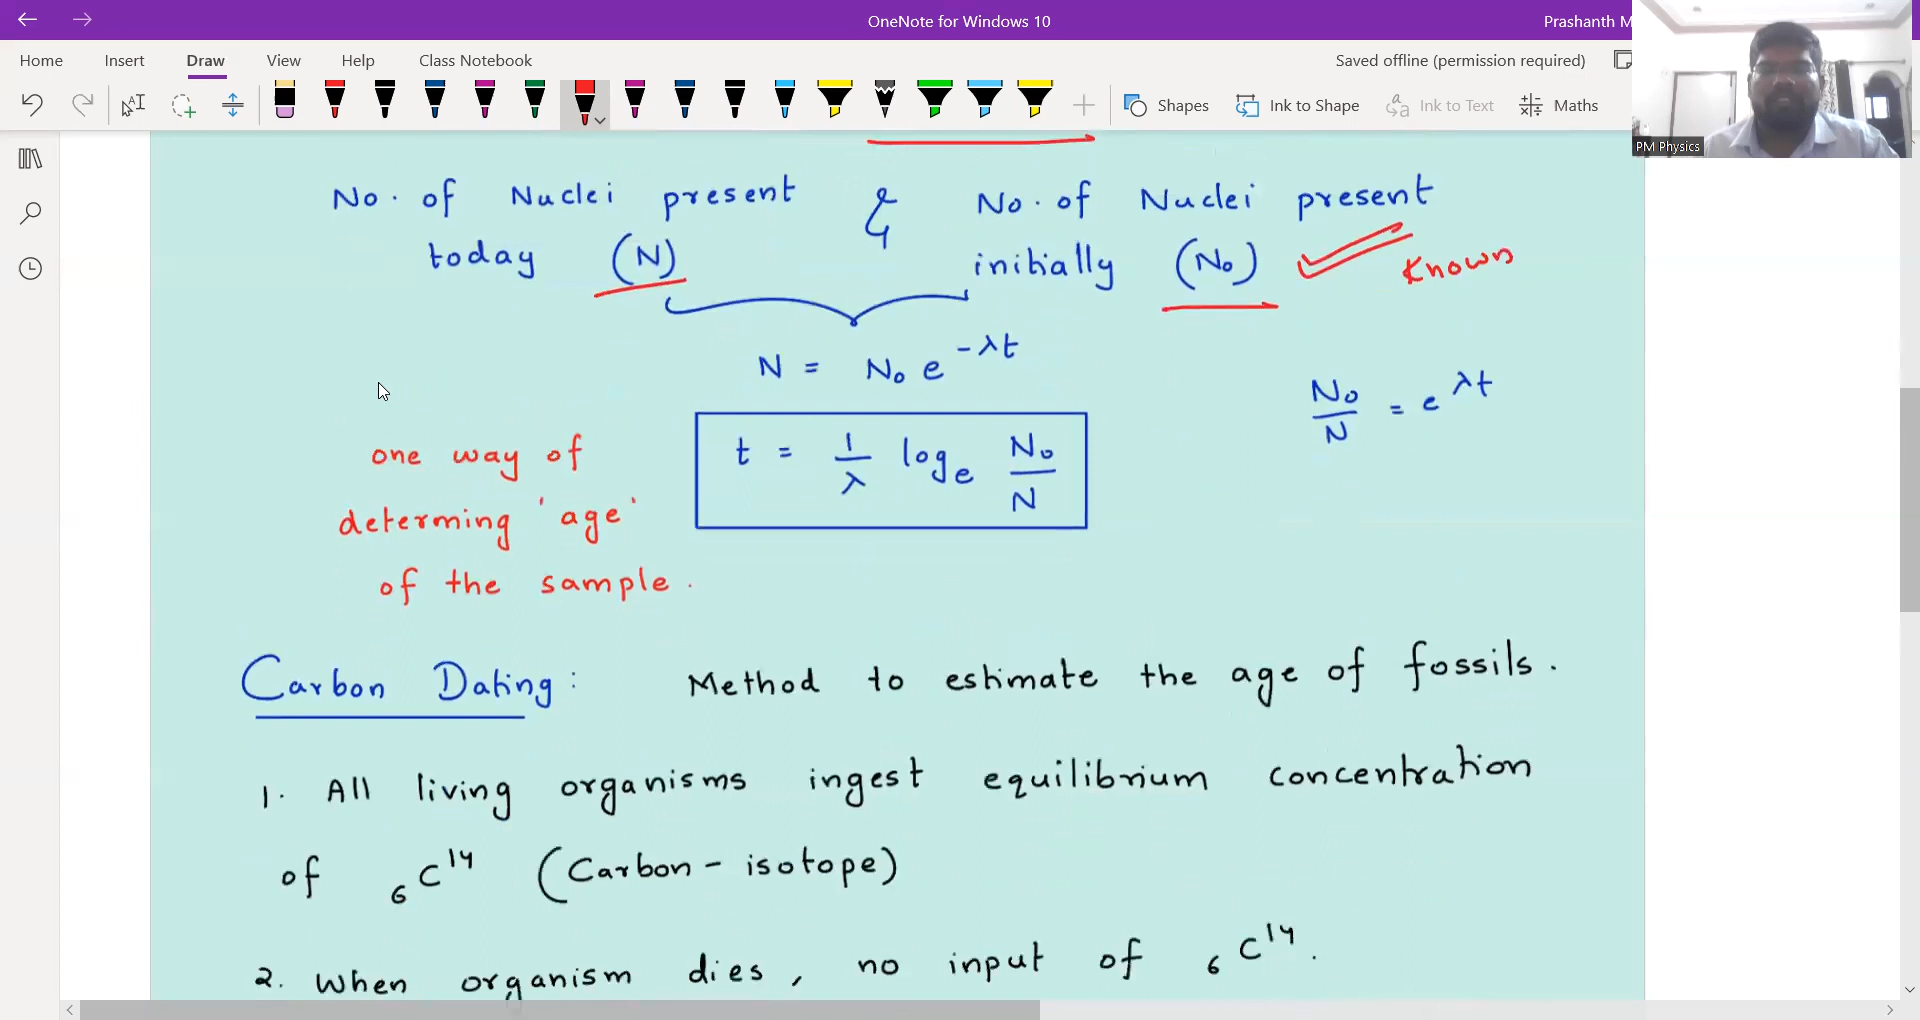 OneNote for Windows 10
Prashanth M
Home Insert Draw View Help Class Notebook
Saved offline (permission required)
Shapes Ink to Shape Ink to Text Maths
PM Physics
No. of Nuclei present & No. of Nuclei present
today (N) initially (N₀) Known
N = N₀ e^(-λt)
N₀/N = e^(λt)
t = 1/λ logₑ N₀/N
one way of
determing 'age'
of the sample.
Carbon Dating: Method to estimate the age of fossils.
1. All living organisms ingest equilibrium concentration
of ₆C¹⁴ (Carbon-isotope)
2. When organism dies, no input of ₆C¹⁴.